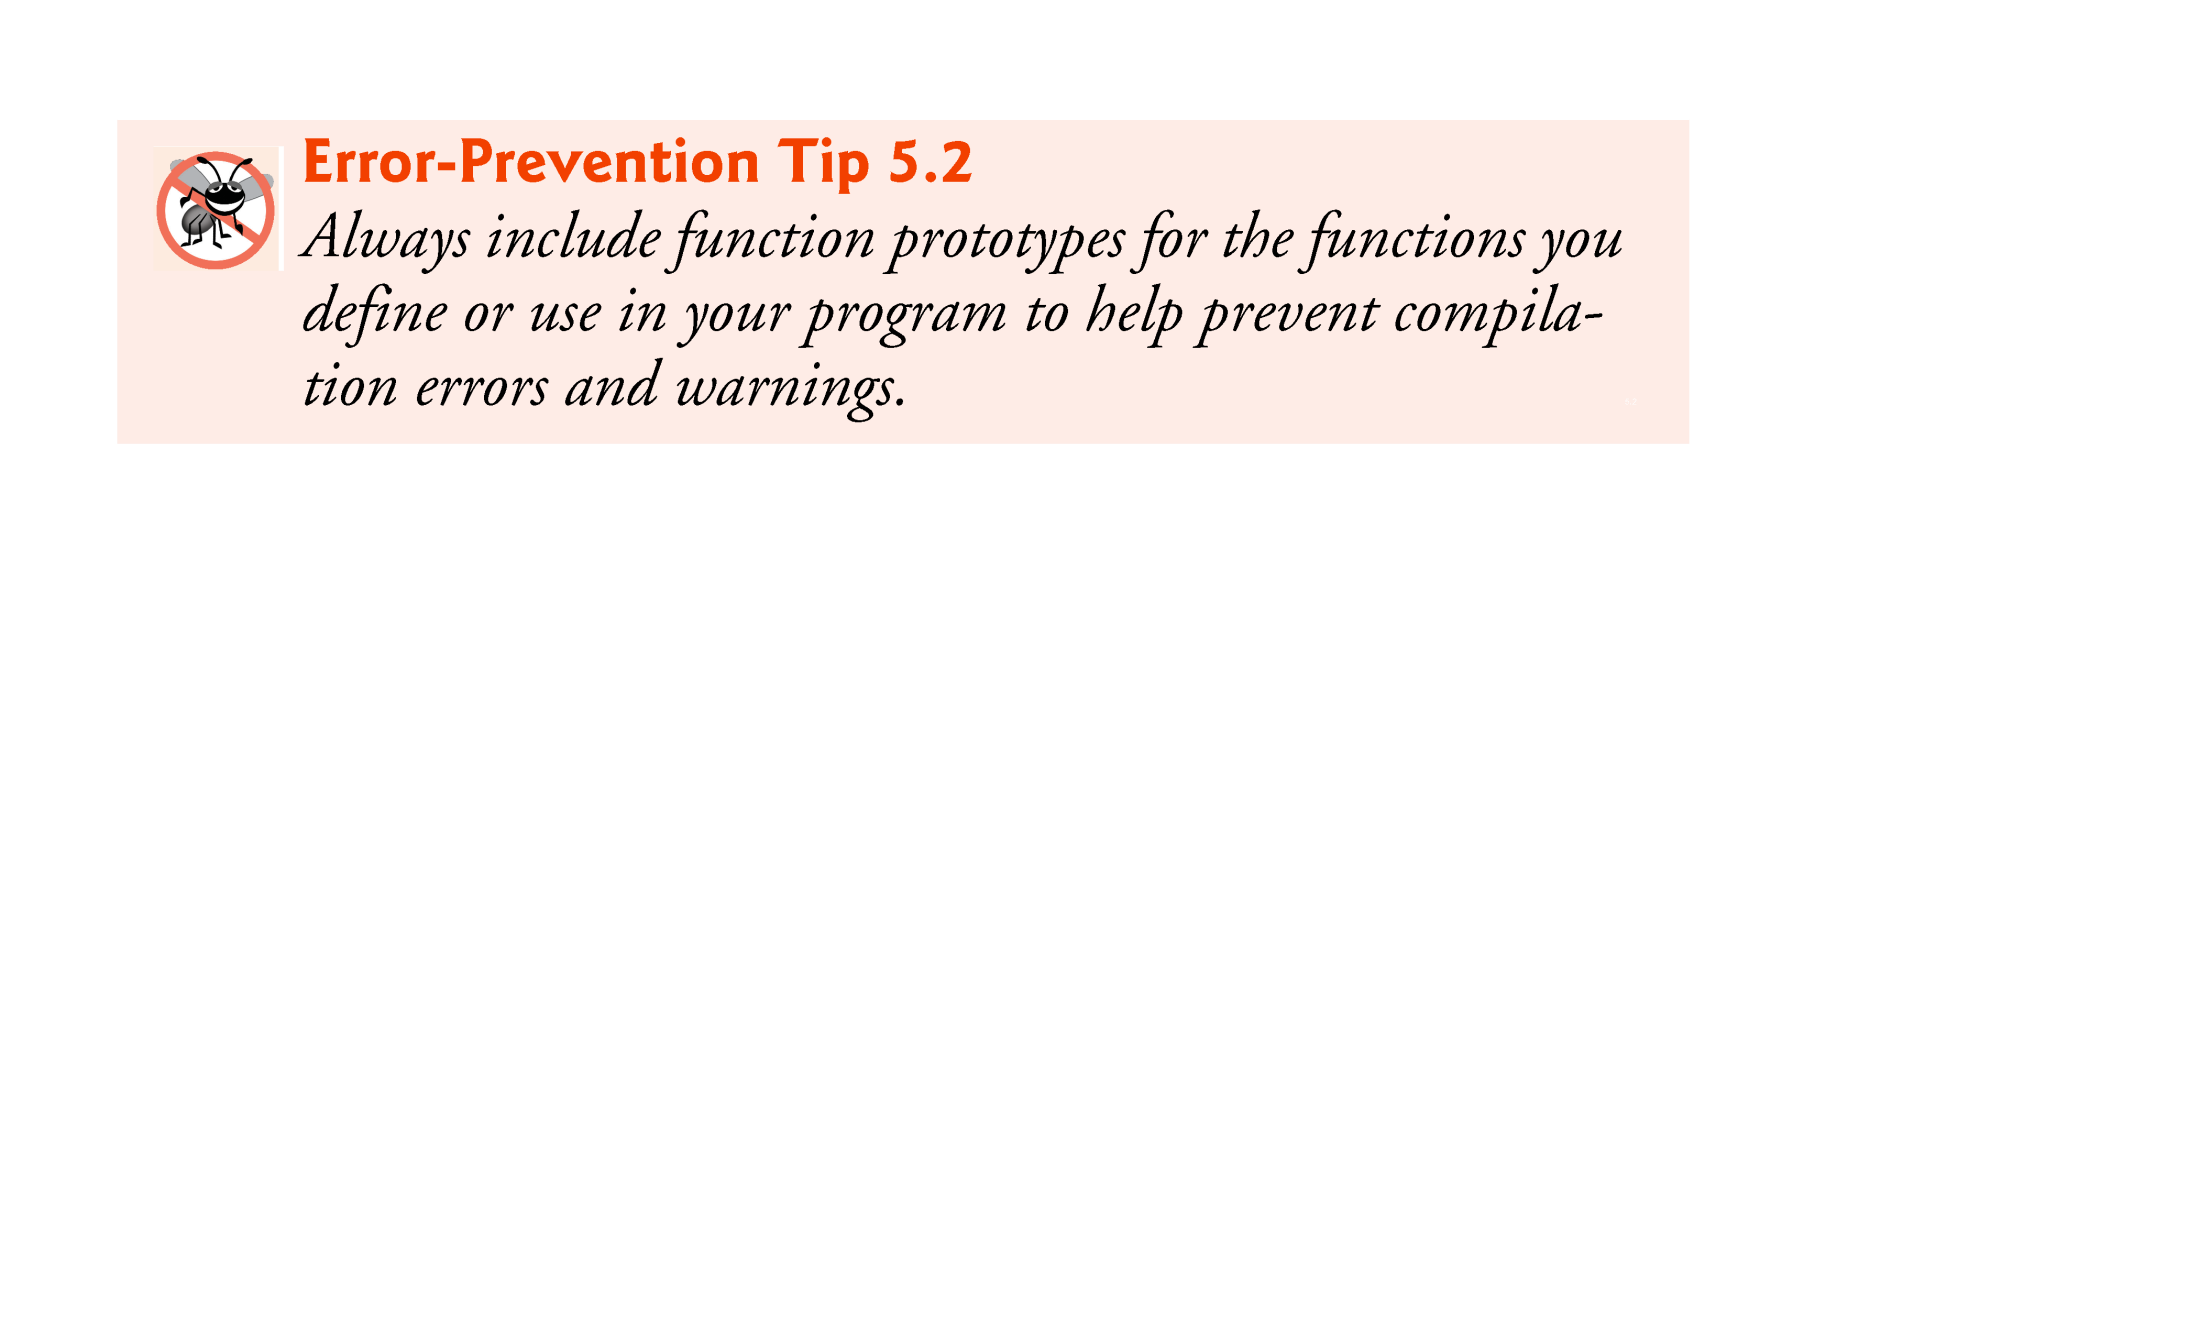 Error-Prevention Tip 5.2
Always include function prototypes for the functions you
define or use in your program to help prevent compila-
tion errors and warnings.